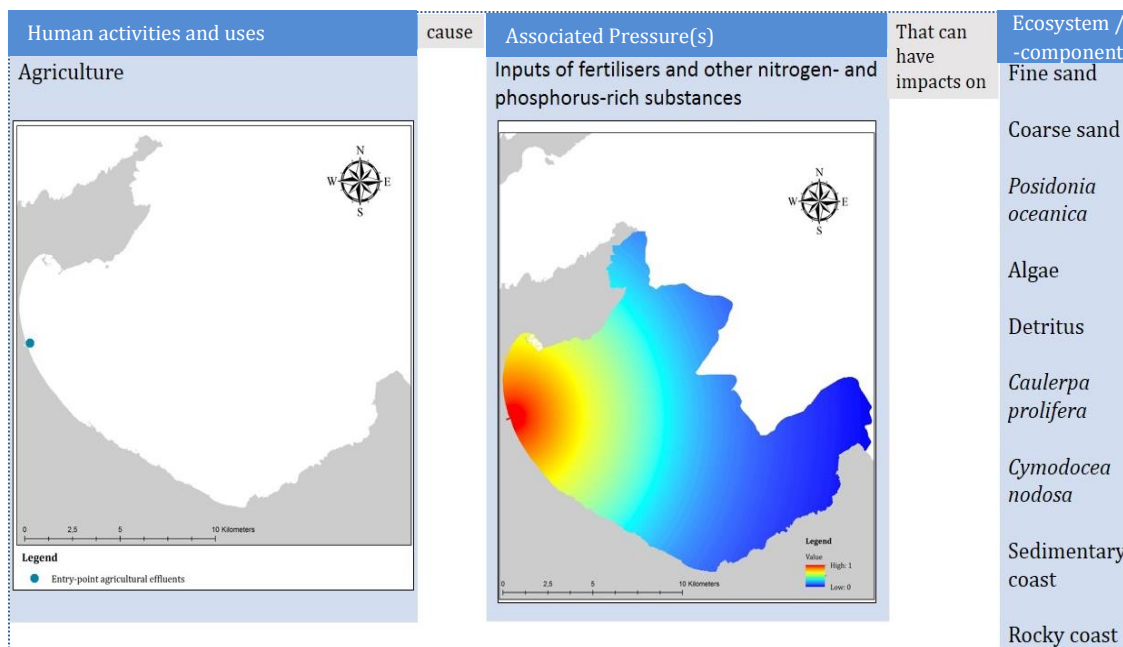 Human activities and uses
cause
Associated Pressure(s)
That can
have
impacts on
Ecosystem /
-component
Agriculture
N
W
E
S
0
2,5
5
10 Kilometers
Legend
Entry-point agricultural effluents
Inputs of fertilisers and other nitrogen- and
phosphorus-rich substances
N
W
E
S
Legend
Value
High: 1
Low: 0
0
2,5
5
10 Kilometers
Fine sand
Coarse sand
Posidonia
oceanica
Algae
Detritus
Caulerpa
prolifera
Cymodocea
nodosa
Sedimentary
coast
Rocky coast